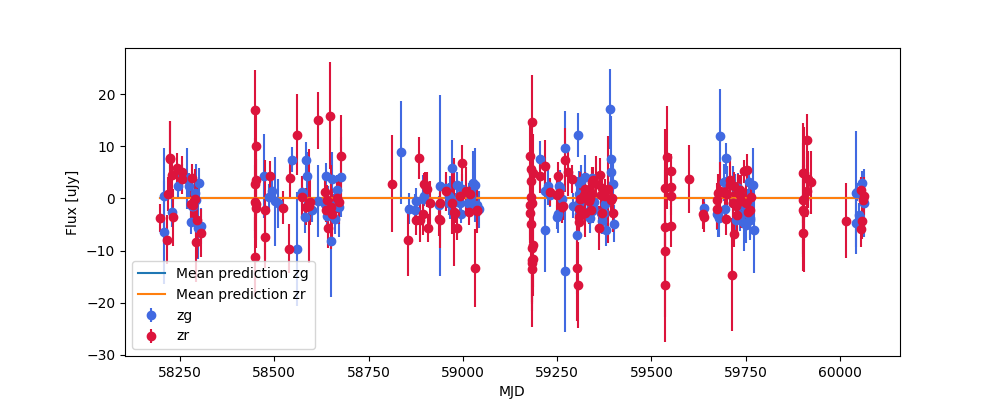 20
10
0
−10
−20
−30
Flux [uJy]
58250
58500
58750
59000
59250
59500
59750
60000
MJD
Mean prediction zg
Mean prediction zr
zg
zr